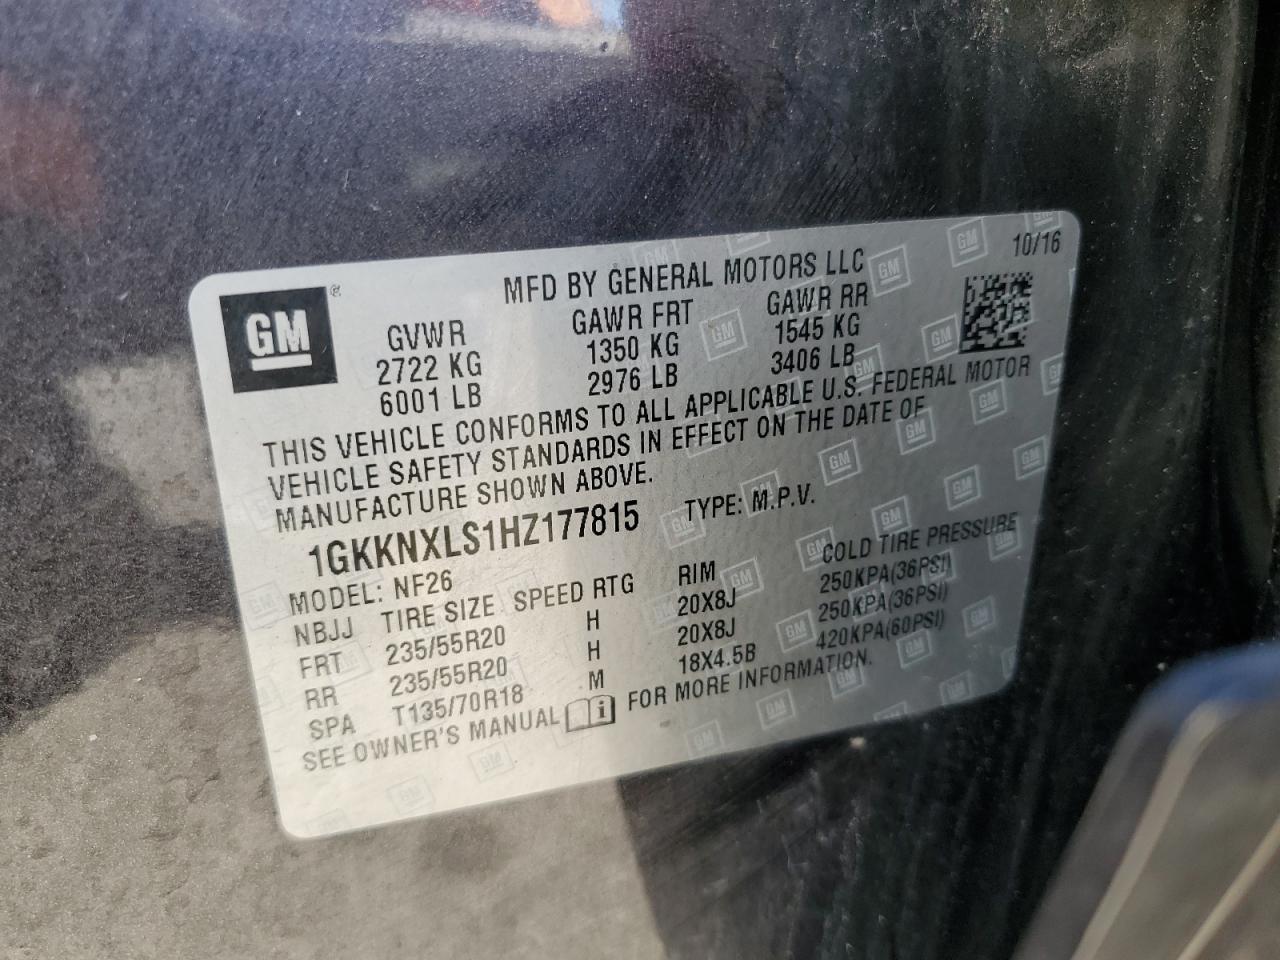 10/16
MFD BY GENERAL MOTORS LLC
GM ®
GVWR GAWR FRT GAWR RR
2722 KG 1350 KG 1545 KG
6001 LB 2976 LB 3406 LB
THIS VEHICLE CONFORMS TO ALL APPLICABLE U.S. FEDERAL MOTOR
VEHICLE SAFETY STANDARDS IN EFFECT ON THE DATE OF
MANUFACTURE SHOWN ABOVE.
1GKKNXLS1HZ177815 TYPE: M.P.V.
MODEL: NF26
NBJJ TIRE SIZE SPEED RTG RIM COLD TIRE PRESSURE
FRT 235/55R20 H 20X8J 250KPA(36PSI)
RR 235/55R20 H 20X8J 250KPA(36PSI)
SPA T135/70R18 M 18X4.5B 420KPA(60PSI)
SEE OWNER'S MANUAL FOR MORE INFORMATION.